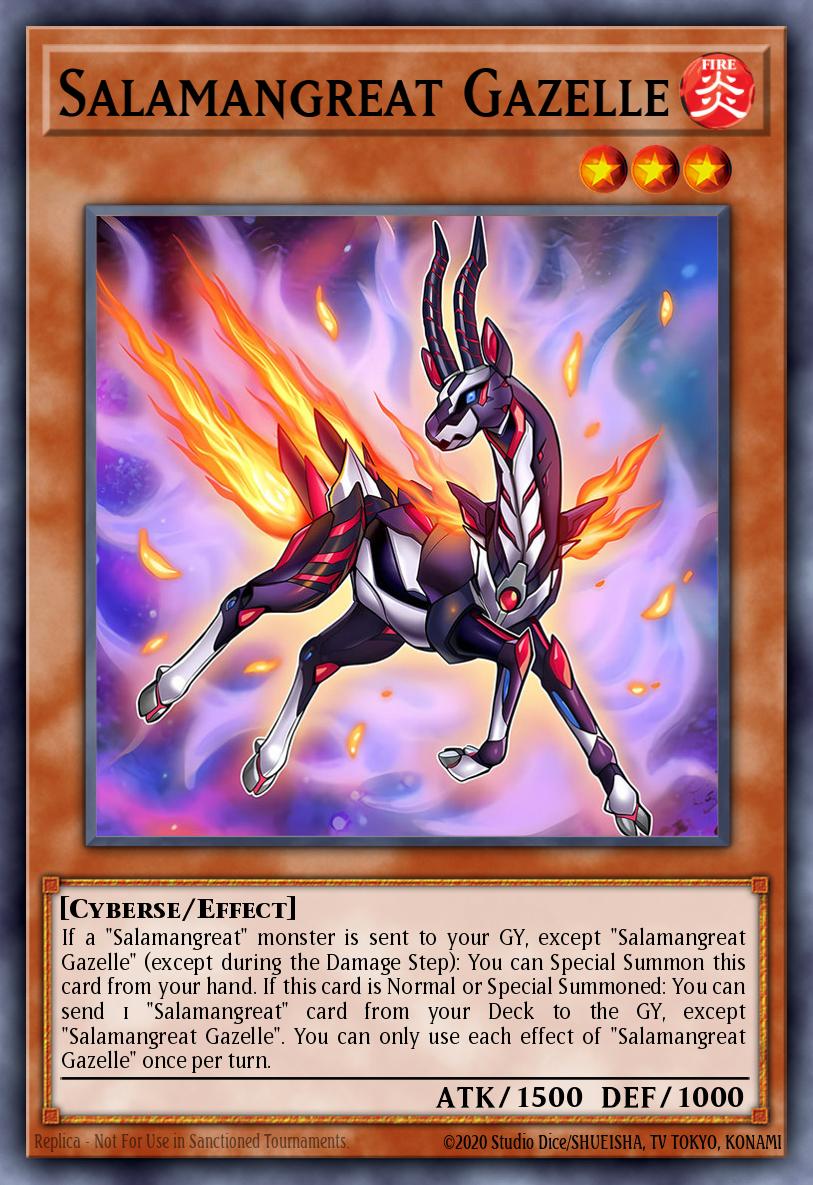 Salamangreat Gazelle
FIRE
炎
[Cyberse/Effect]
If a "Salamangreat" monster is sent to your GY, except "Salamangreat
Gazelle" (except during the Damage Step): You can Special Summon this
card from your hand. If this card is Normal or Special Summoned: You can
send 1 "Salamangreat" card from your Deck to the GY, except
"Salamangreat Gazelle". You can only use each effect of "Salamangreat
Gazelle" once per turn.
ATK/1500 DEF/1000
Replica - Not For Use in Sanctioned Tournaments.
©2020 Studio Dice/SHUEISHA, TV TOKYO, KONAMI